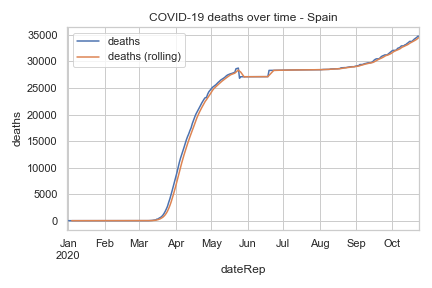 COVID-19 deaths over time - Spain
deaths
deaths (rolling)
35000
30000
25000
20000
15000
10000
5000
0
deaths
Jan Feb Mar Apr May Jun Jul Aug Sep Oct
2020
dateRep